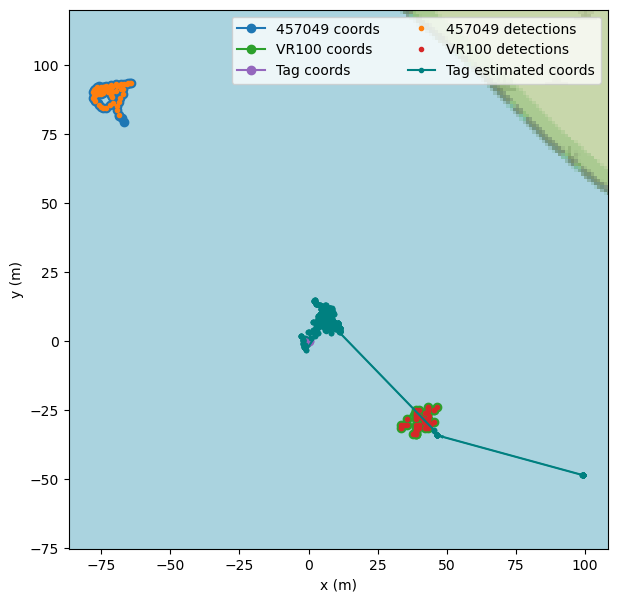 457049 coords
VR100 coords
Tag coords
457049 detections
VR100 detections
Tag estimated coords
100
75
50
25
0
−25
−50
−75
y (m)
−75
−50
−25
0
25
50
75
100
x (m)